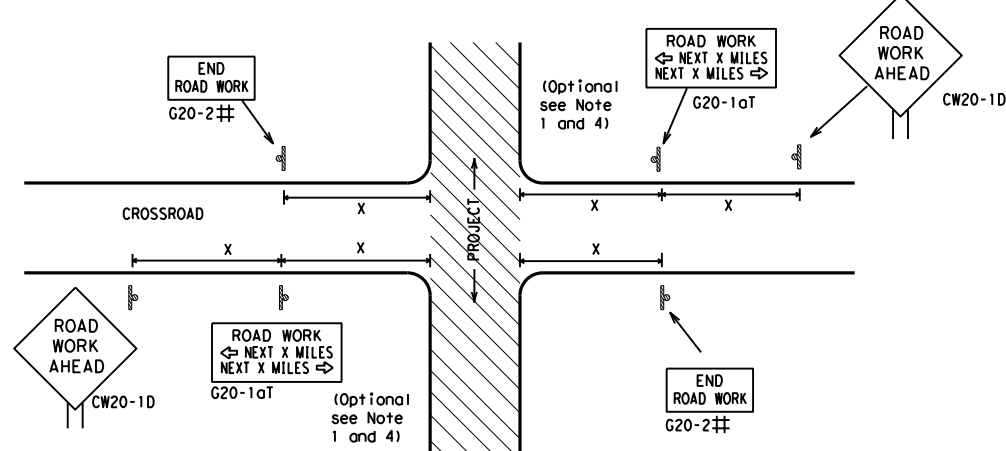 ROAD
WORK
AHEAD
CW20-1D
ROAD WORK
⇦ NEXT X MILES
NEXT X MILES ⇨
G20-1aT
(Optional
see Note
1 and 4)
END
ROAD WORK
G20-2#
X
X
X
CROSSROAD
PROJECT
X
X
X
ROAD
WORK
AHEAD
CW20-1D
ROAD WORK
⇦ NEXT X MILES
NEXT X MILES ⇨
G20-1aT
(Optional
see Note
1 and 4)
END
ROAD WORK
G20-2#